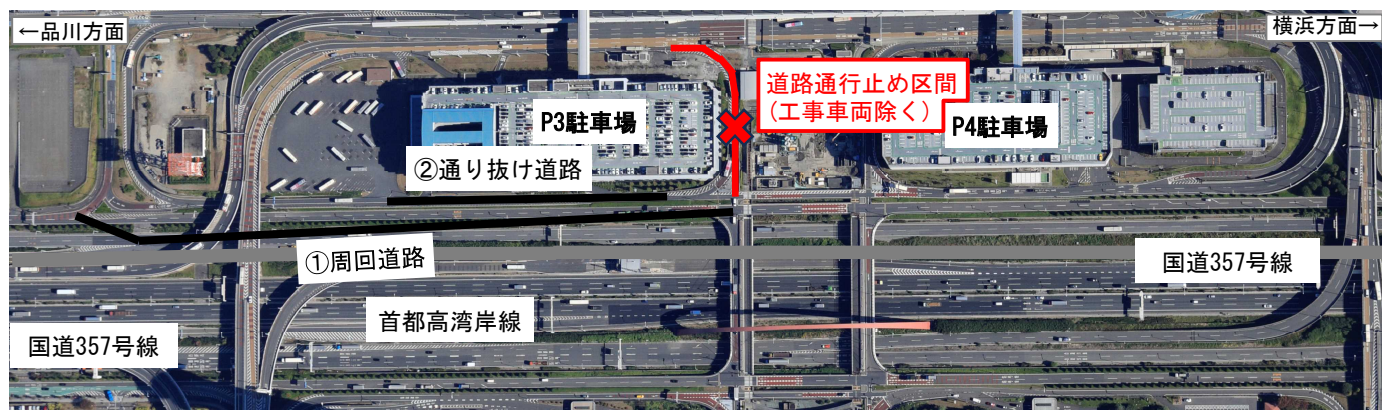 ←品川方面
横浜方面→
道路通行止め区間
(工事車両除く)
P3駐車場
P4駐車場
②通り抜け道路
①周回道路
国道357号線
首都高湾岸線
国道357号線